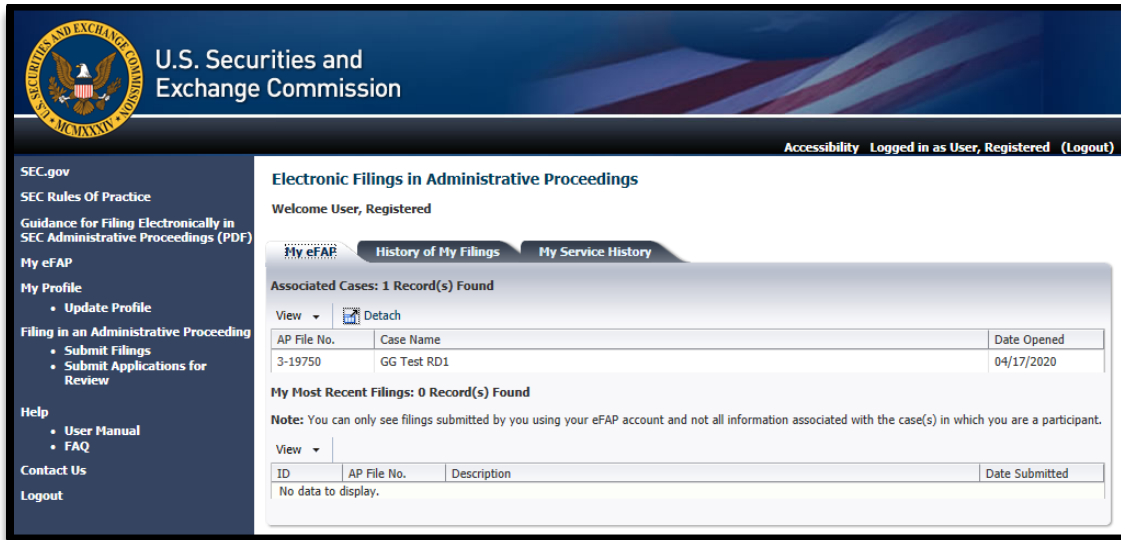 SECURITIES AND EXCHANGE COMMISSION
U.S.
MCMXXXIV
U.S. Securities and
Exchange Commission
Accessibility Logged in as User, Registered (Logout)
SEC.gov
SEC Rules Of Practice
Guidance for Filing Electronically in
SEC Administrative Proceedings (PDF)
My eFAP
My Profile
• Update Profile
Filing in an Administrative Proceeding
• Submit Filings
• Submit Applications for
Review
Help
• User Manual
• FAQ
Contact Us
Logout
Electronic Filings in Administrative Proceedings
Welcome User, Registered
My eFAP History of My Filings My Service History
Associated Cases: 1 Record(s) Found
View Detach
AP File No. Case Name Date Opened
3-19750 GG Test RD1 04/17/2020
My Most Recent Filings: 0 Record(s) Found
Note: You can only see filings submitted by you using your eFAP account and not all information associated with the case(s) in which you are a participant.
View
ID AP File No. Description Date Submitted
No data to display.